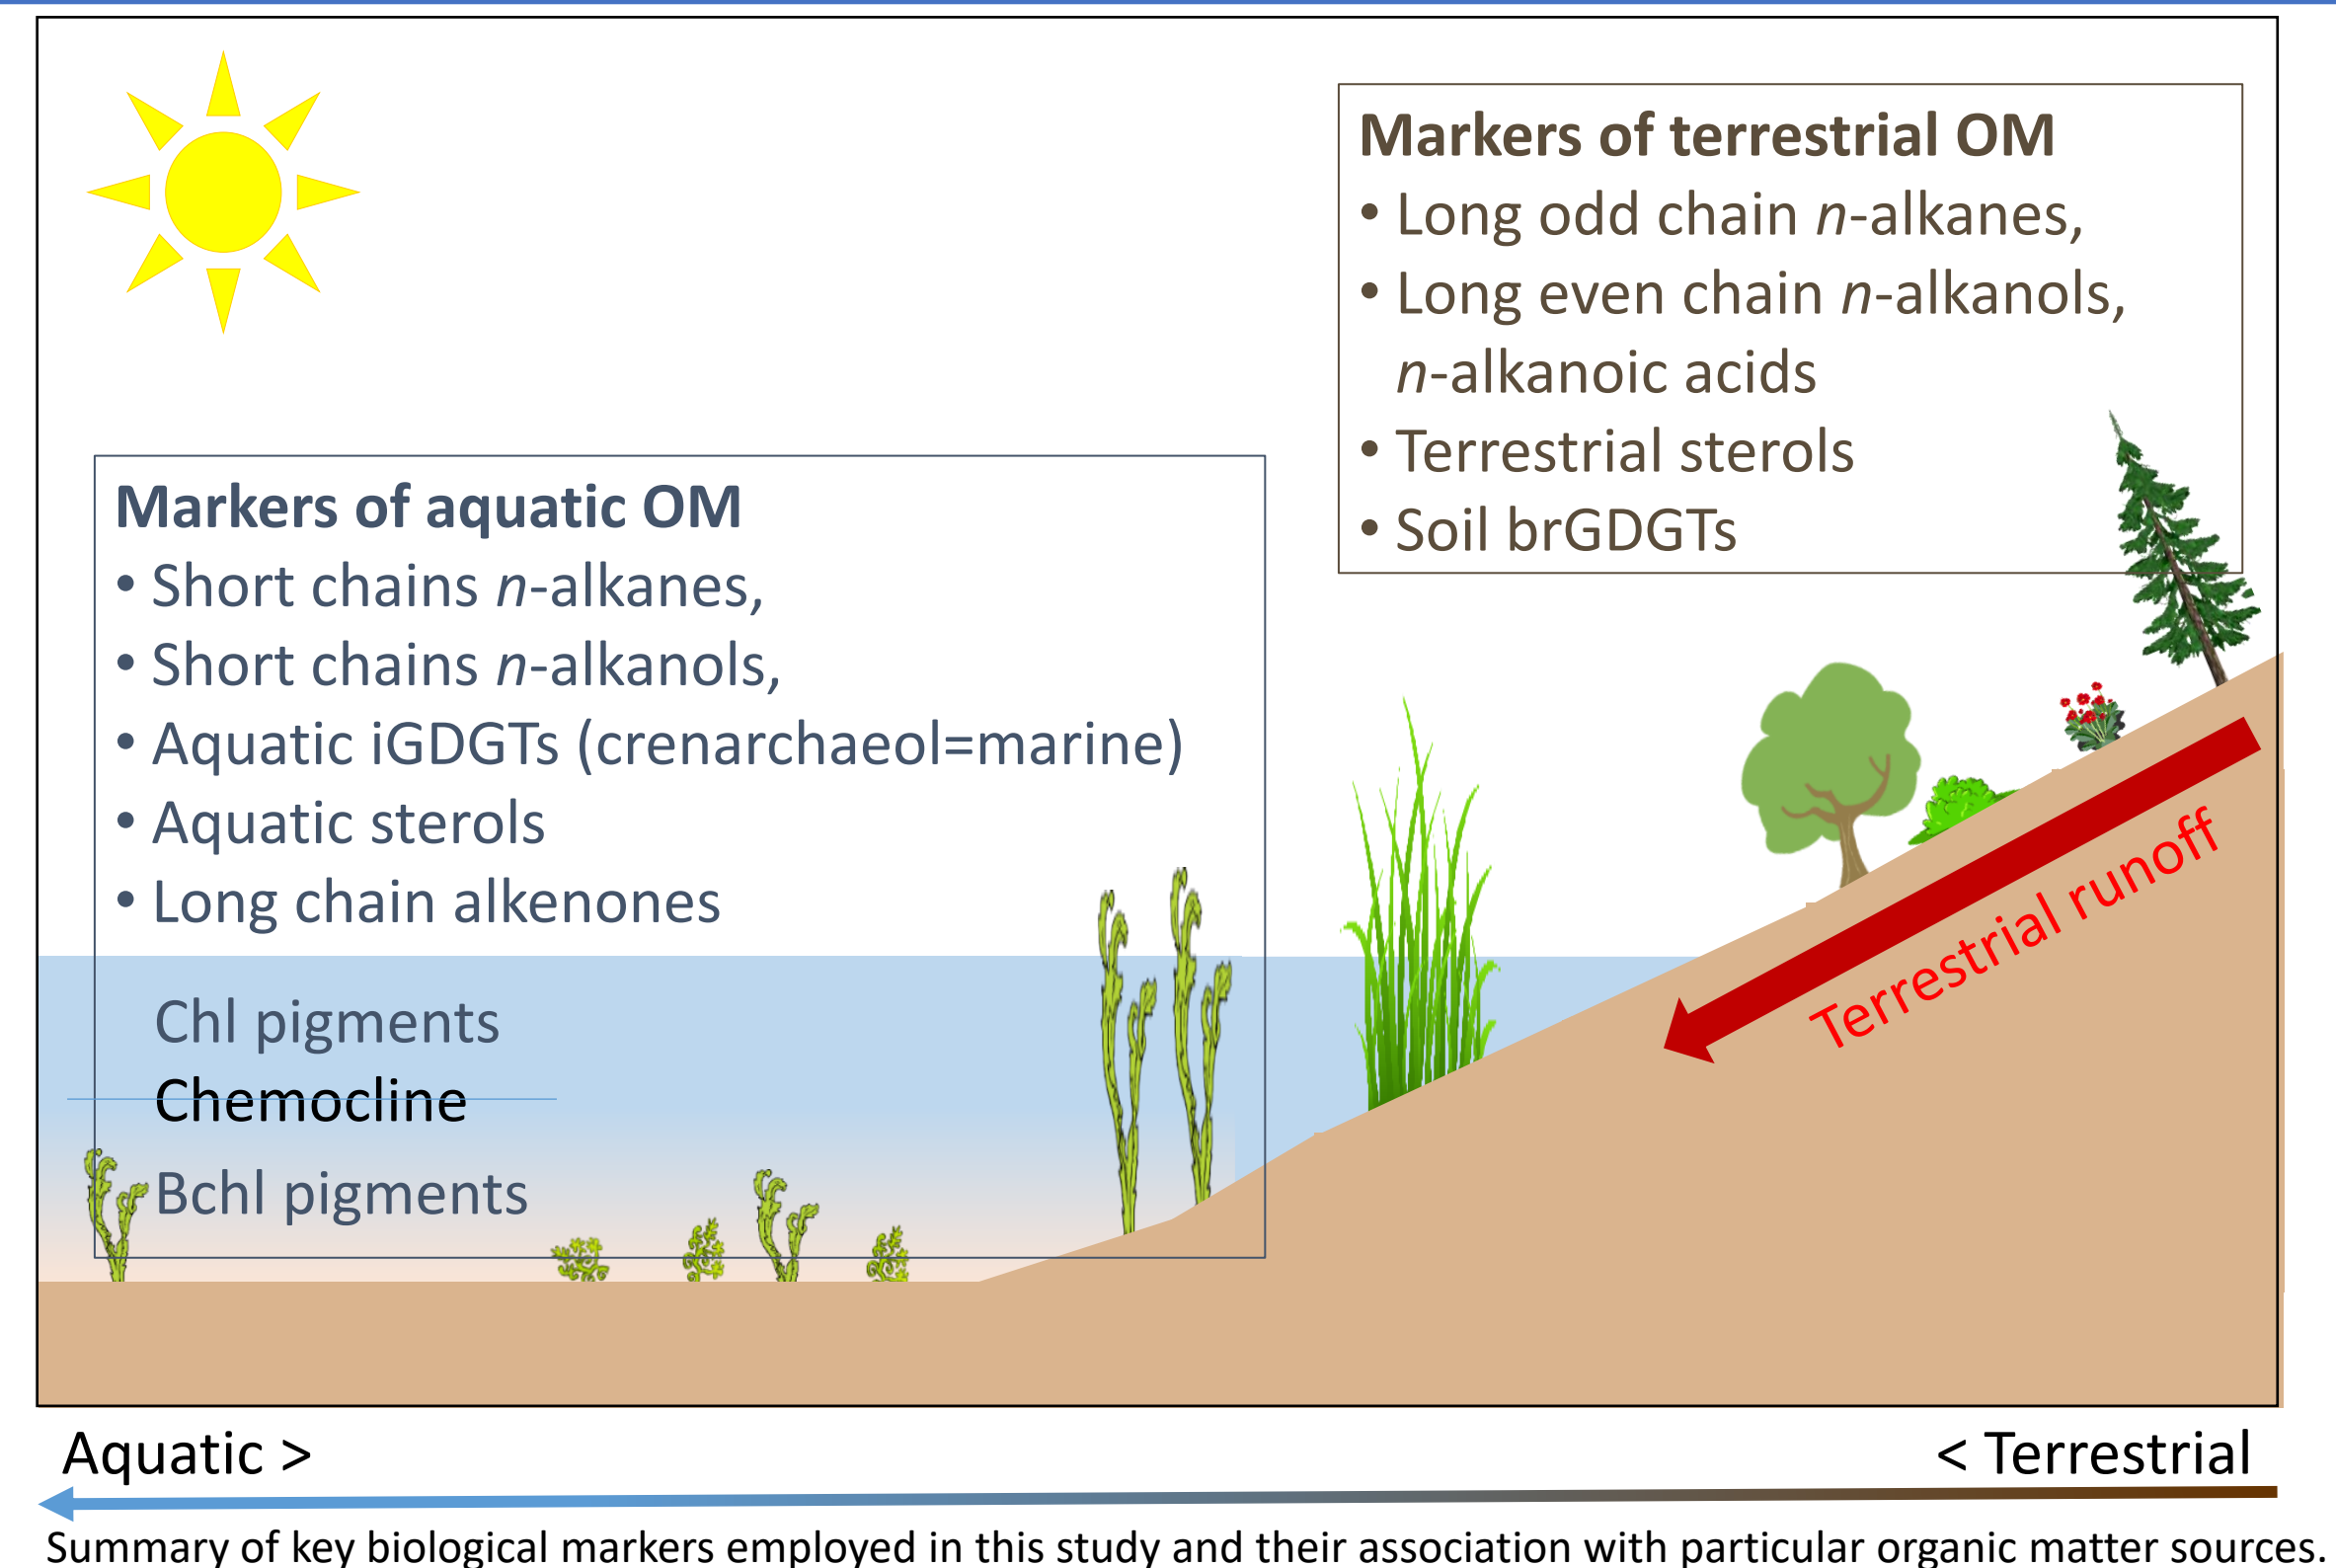 Markers of terrestrial OM
• Long odd chain n-alkanes,
• Long even chain n-alkanols,
n-alkanoic acids
• Terrestrial sterols
• Soil brGDGTs
Markers of aquatic OM
• Short chains n-alkanes,
• Short chains n-alkanols,
• Aquatic iGDGTs (crenarchaeol=marine)
• Aquatic sterols
• Long chain alkenones
Chl pigments
Chemocline
Bchl pigments
Terrestrial runoff
Aquatic >
< Terrestrial
Summary of key biological markers employed in this study and their association with particular organic matter sources.